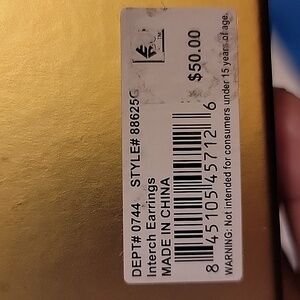 DEPT# 0744 STYLE# 88625C
$50.00
Interch Earrings
MADE IN CHINA
8 45105 45712 6
WARNING: Not intended for consumers under 15 years of age.